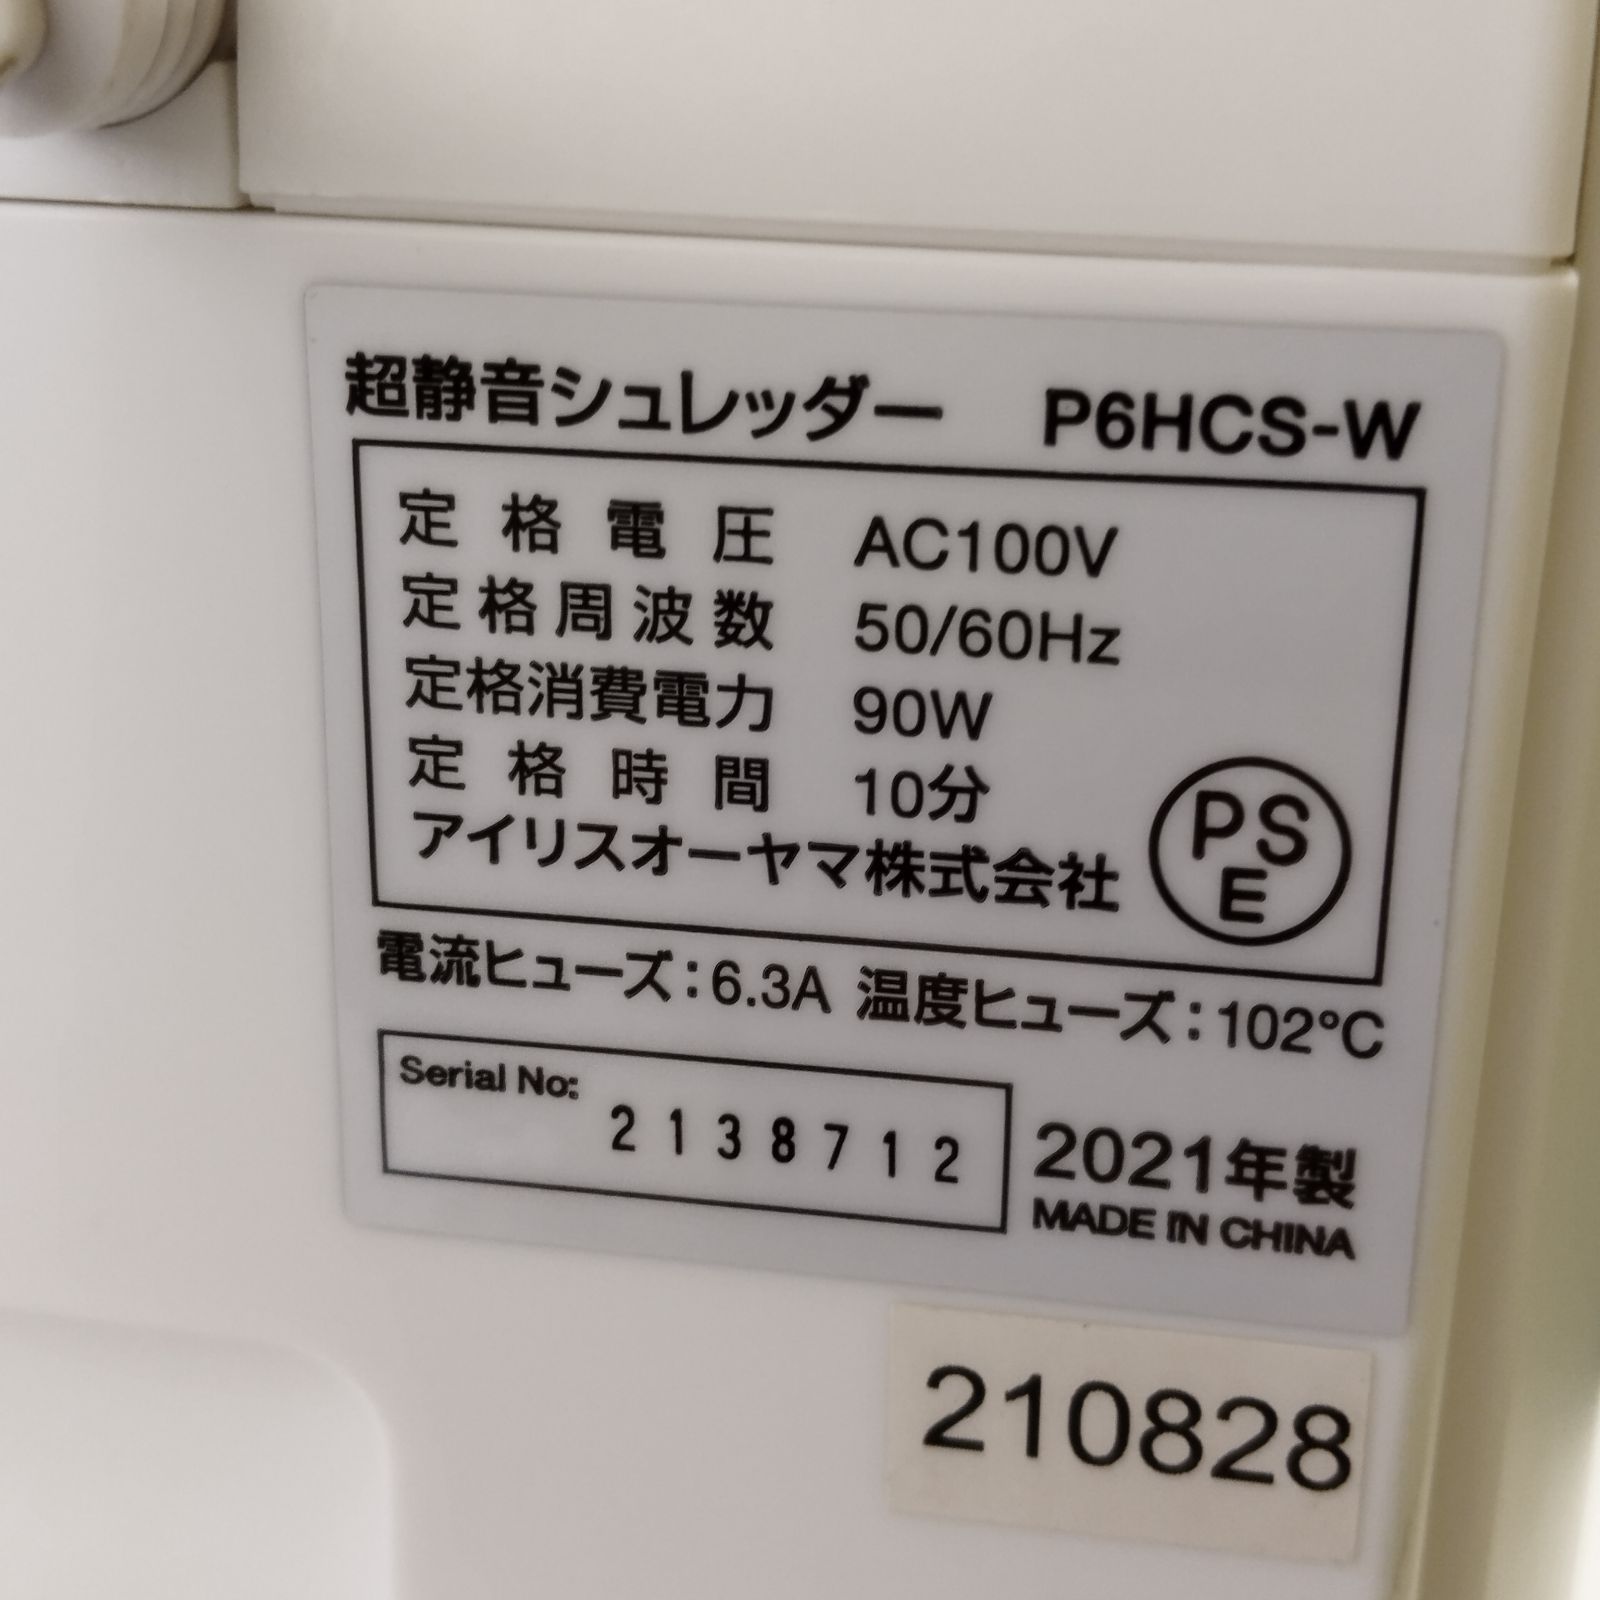 超静音シュレッダー P6HCS-W
定格電圧 AC100V
定格周波数 50/60Hz
定格消費電力 90W
定格時間 10分
アイリスオーヤマ株式会社
PS
E
電流ヒューズ:6.3A 温度ヒューズ:102℃
Serial No:
2138712
2021年製
MADE IN CHINA
210828